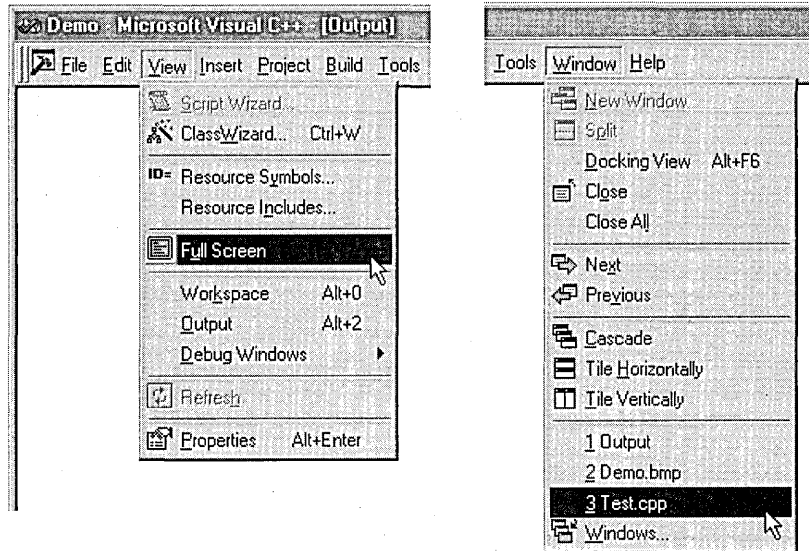 Demo - Microsoft Visual C++ - [Output]
File Edit View Insert Project Build Tools
Script Wizard...
ClassWizard... Ctrl+W
ID= Resource Symbols...
Resource Includes...
Full Screen
Workspace Alt+0
Output Alt+2
Debug Windows
Refresh
Properties Alt+Enter
Tools Window Help
New Window
Split
Docking View Alt+F6
Close
Close All
Next
Previous
Cascade
Tile Horizontally
Tile Vertically
1 Output
2 Demo.bmp
3 Test.cpp
Windows...